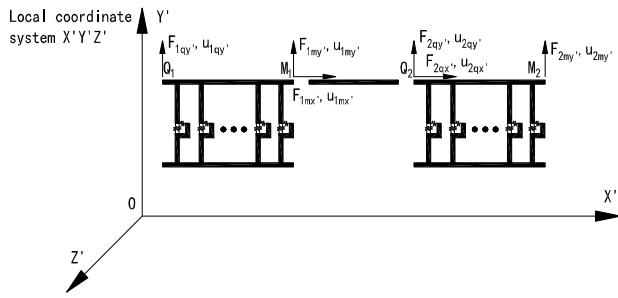 Local coordinate
system X'Y'Z'
Y'
F1qy', u1qy'
F1my', u1my'
F2qy', u2qy'
F2my', u2my'
Q1
M1
Q2
F2qx', u2qx'
M2
F1mx', u1mx'
O
X'
Z'